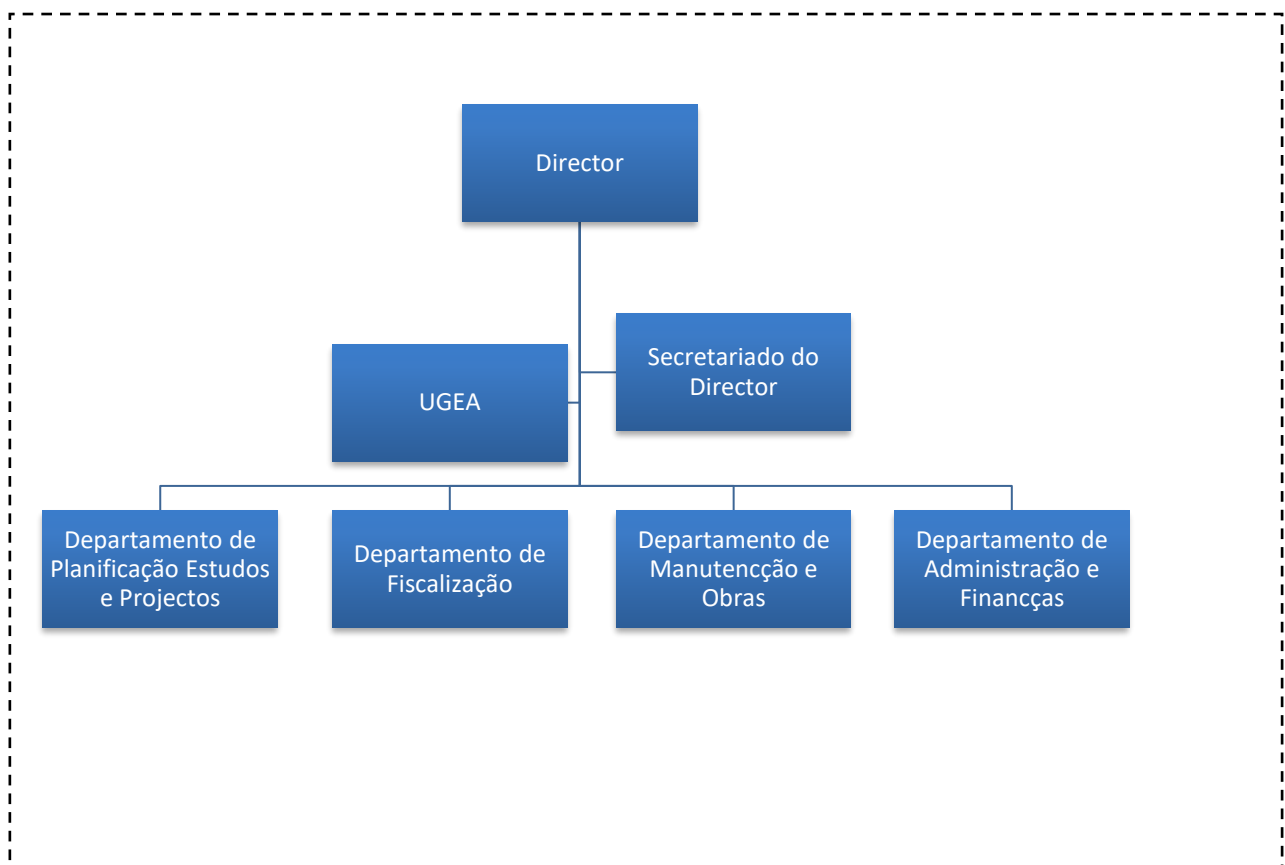 Director
Secretariado do
Director
UGEA
Departamento de
Planificação Estudos
e Projectos
Departamento de
Fiscalização
Departamento de
Manutencção e
Obras
Departamento de
Administração e
Financças